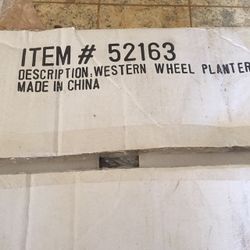 ITEM # 52163
DESCRIPTION: WESTERN WHEEL PLANTER
MADE IN CHINA